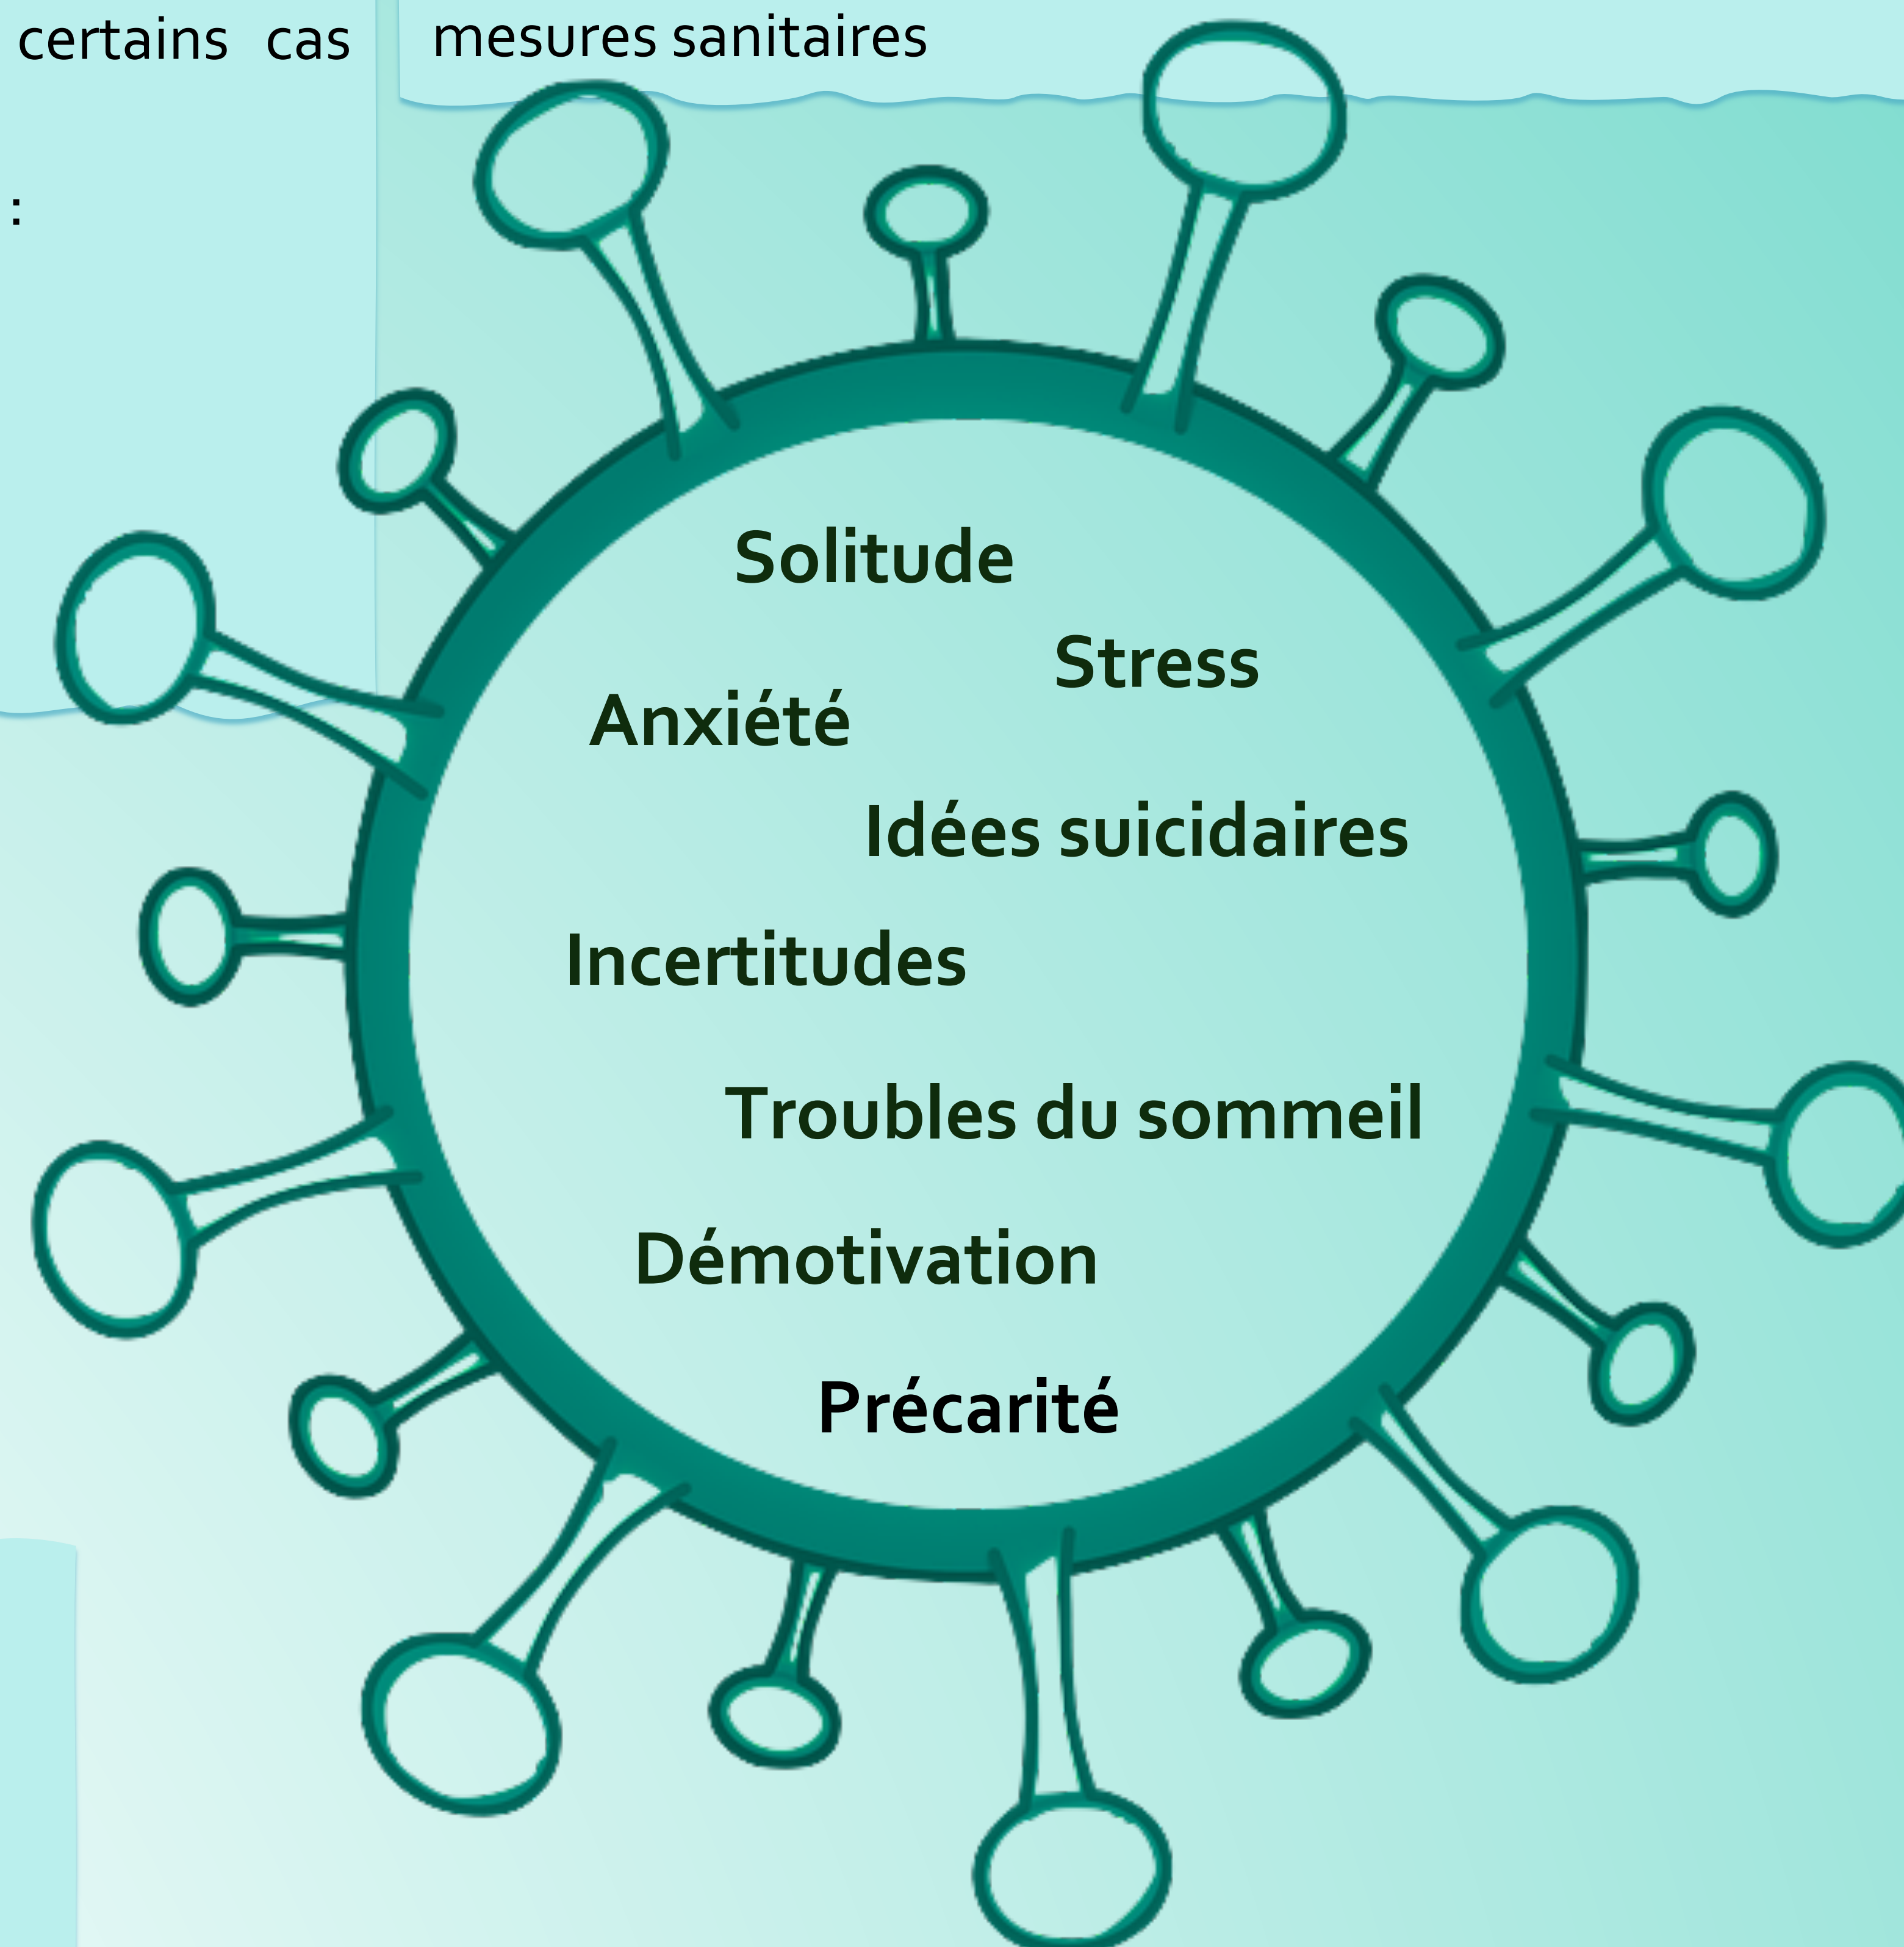 certains cas
:
mesures sanitaires
Solitude
Stress
Anxiété
Idées suicidaires
Incertitudes
Troubles du sommeil
Démotivation
Précarité